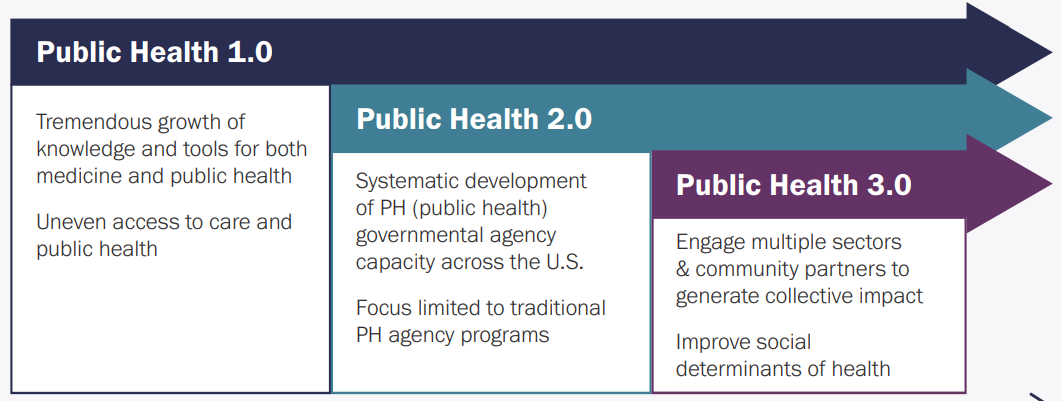 Public Health 1.0
Tremendous growth of
knowledge and tools for both
medicine and public health
Uneven access to care and
public health
Public Health 2.0
Systematic development
of PH (public health)
governmental agency
capacity across the U.S.
Focus limited to traditional
PH agency programs
Public Health 3.0
Engage multiple sectors
& community partners to
generate collective impact
Improve social
determinants of health